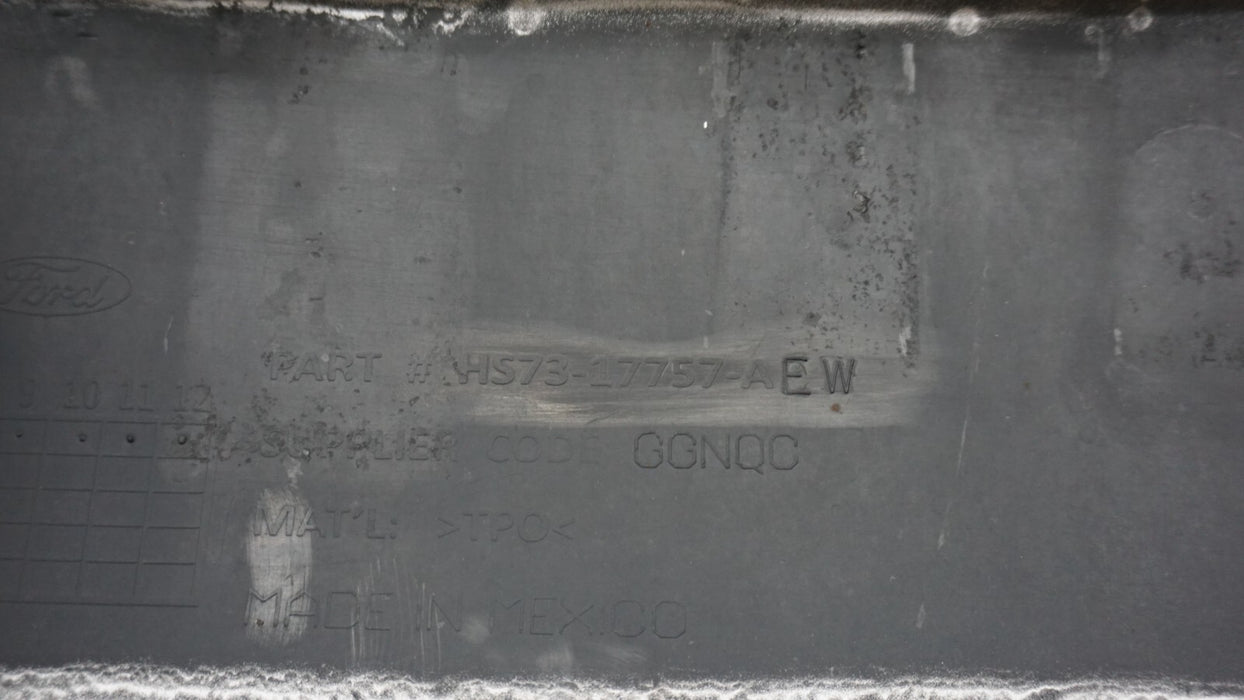 Ford
PART # HS73-17757-AEW
9 10 11 12
SUPPLIER CODE GGNQC
MAT'L: >TPO<
MADE IN MEXICO